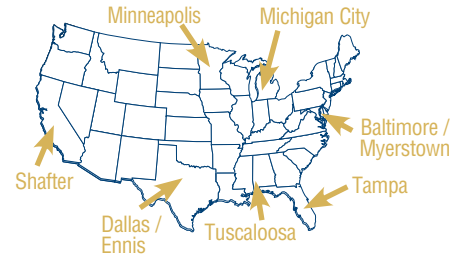 Minneapolis
Michigan City
Baltimore /
Myerstown
Shafter
Tampa
Dallas /
Ennis
Tuscaloosa